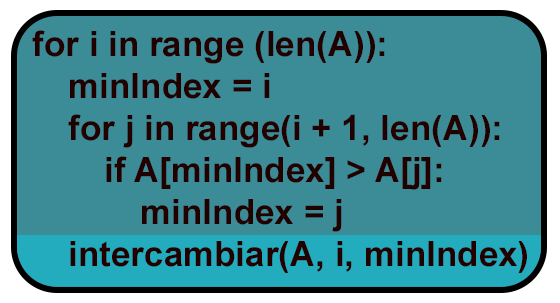 for i in range (len(A)):
minIndex = i
for j in range(i + 1, len(A)):
if A[minIndex] > A[j]:
minIndex = j
intercambiar(A, i, minIndex)